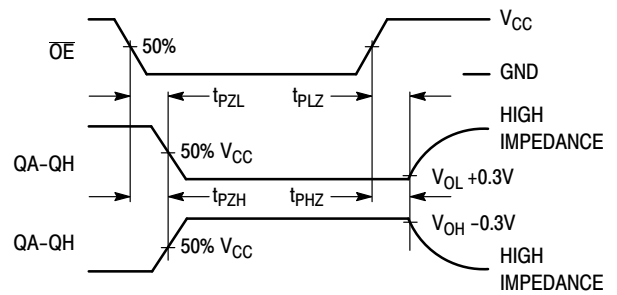 V_CC
OE
50%
GND
t_PZL
t_PLZ
HIGH
IMPEDANCE
QA-QH
50% V_CC
V_OL +0.3V
t_PZH
t_PHZ
V_OH -0.3V
QA-QH
50% V_CC
HIGH
IMPEDANCE